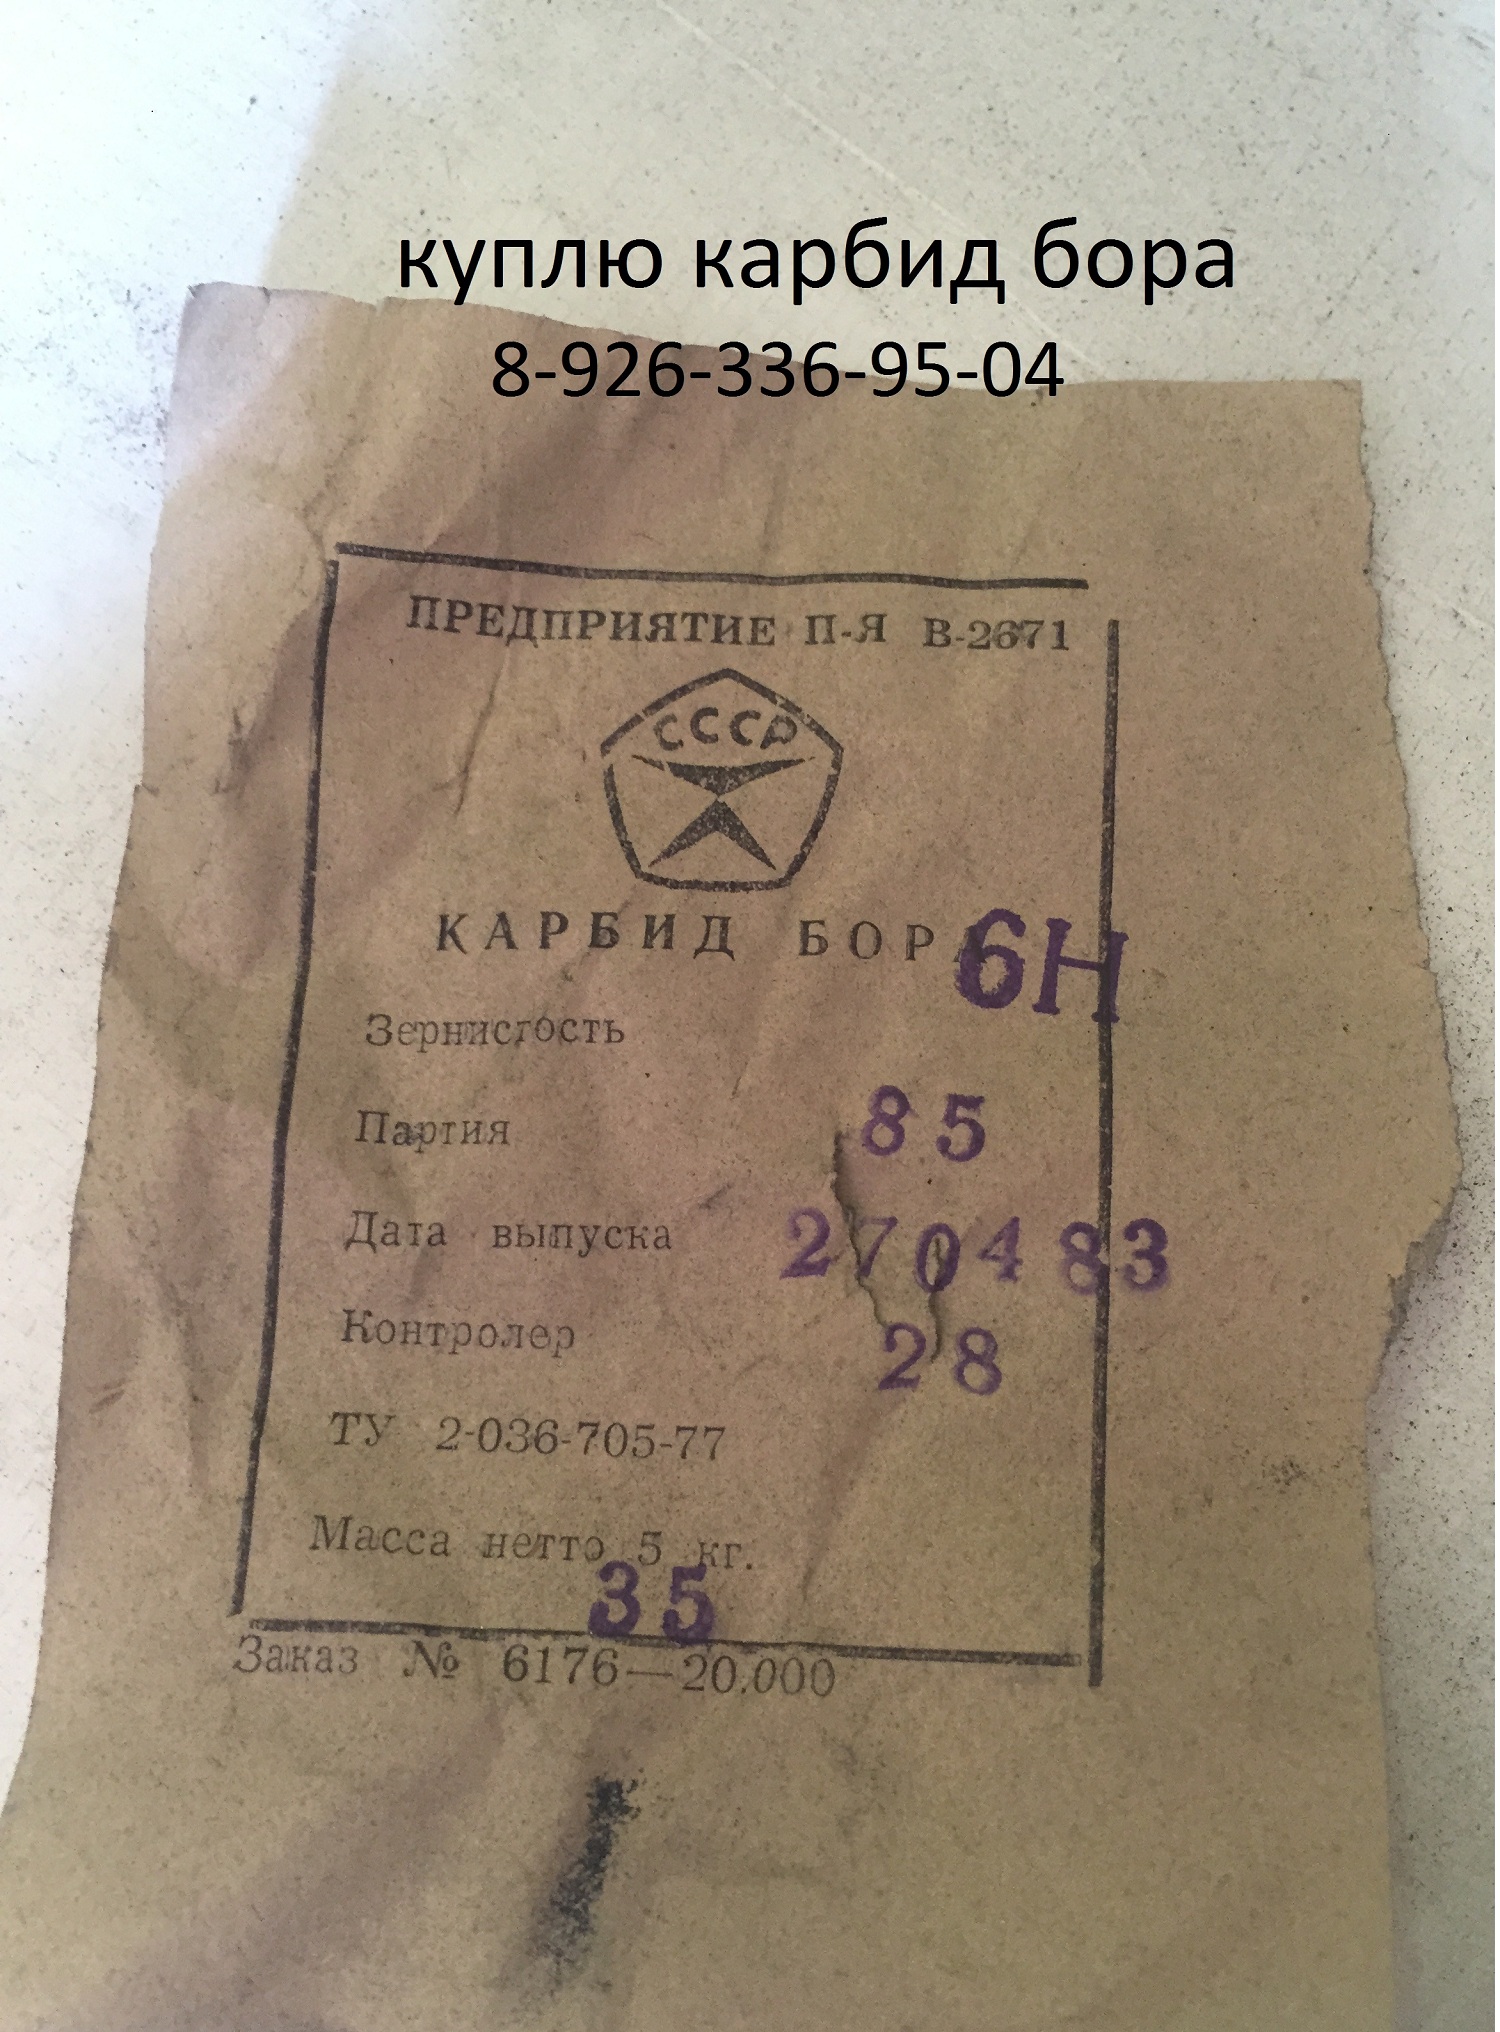 куплю карбид бора
8-926-336-95-04
ПРЕДПРИЯТИЕ П-Я В-2671
СССР
КАРБИД БОРА 6Н
Зернистость
Партия 85
Дата выпуска 270483
Контролер 28
ТУ 2-036-705-77
Масса нетто 5 кг.
35
Заказ № 6176—20.000